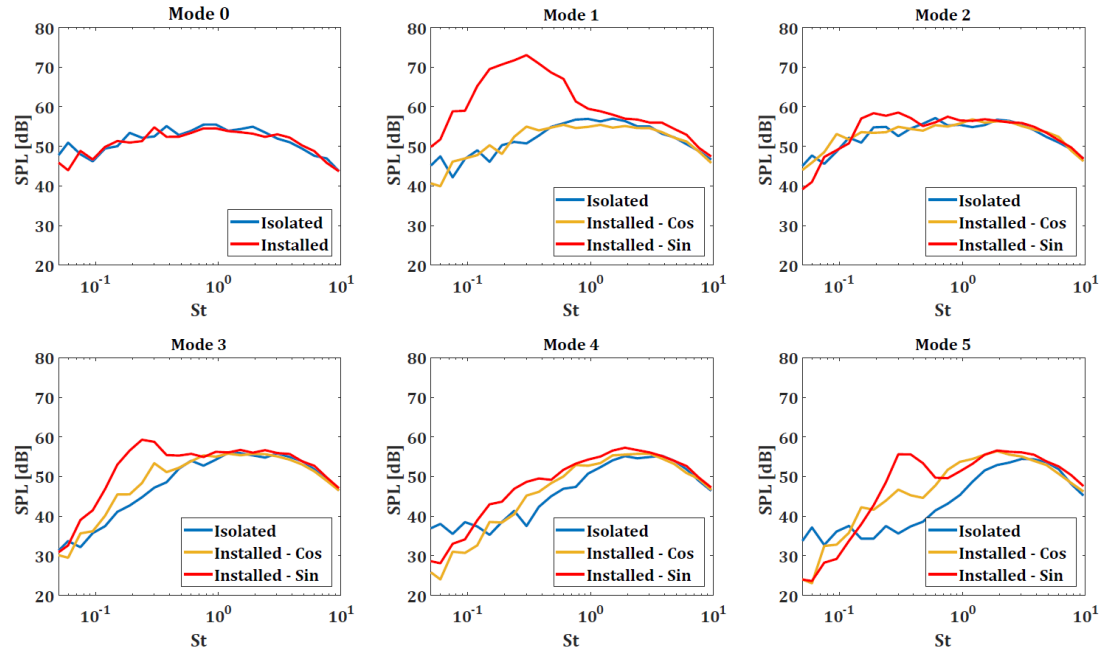 Mode 0
80
70
60
50
40
30
20
SPL [dB]
10^-1
10^0
10^1
St
Isolated
Installed
Mode 1
80
70
60
50
40
30
20
SPL [dB]
10^-1
10^0
10^1
St
Isolated
Installed - Cos
Installed - Sin
Mode 2
80
70
60
50
40
30
20
SPL [dB]
10^-1
10^0
10^1
St
Isolated
Installed - Cos
Installed - Sin
Mode 3
80
70
60
50
40
30
20
SPL [dB]
10^-1
10^0
10^1
St
Isolated
Installed - Cos
Installed - Sin
Mode 4
80
70
60
50
40
30
20
SPL [dB]
10^-1
10^0
10^1
St
Isolated
Installed - Cos
Installed - Sin
Mode 5
80
70
60
50
40
30
20
SPL [dB]
10^-1
10^0
10^1
St
Isolated
Installed - Cos
Installed - Sin